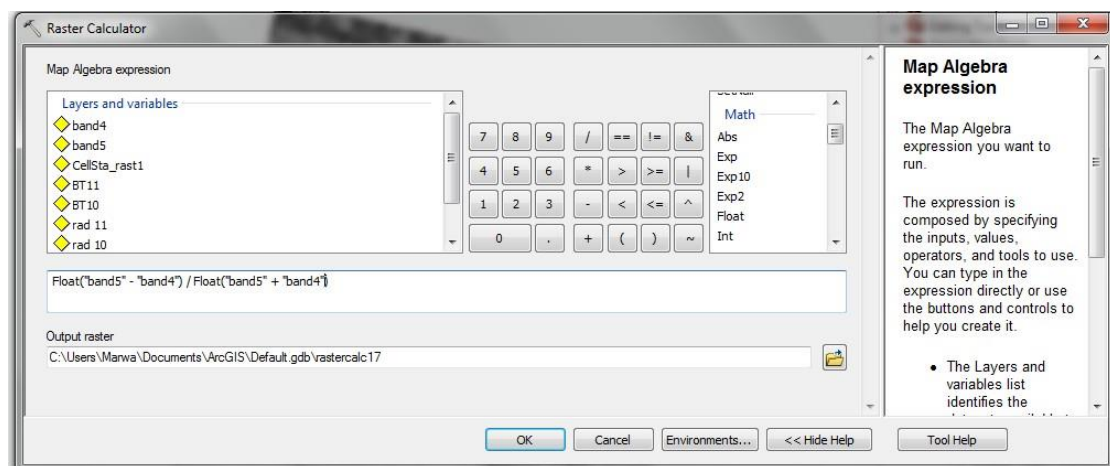 Raster Calculator
Map Algebra expression
Layers and variables
band4
band5
CellSta_rast1
BT11
BT10
rad 11
rad 10
7 8 9 / == != &
4 5 6 * > >= |
1 2 3 - < <= ^
0 . + ( ) ~
Math
Abs
Exp
Exp10
Exp2
Float
Int
Float("band5" - "band4") / Float("band5" + "band4")
Output raster
C:\Users\Marwa\Documents\ArcGIS\Default.gdb\rastercalc17
OK Cancel Environments... << Hide Help Tool Help
Map Algebra
expression
The Map Algebra
expression you want to
run.
The expression is
composed by specifying
the inputs, values,
operators, and tools to use.
You can type in the
expression directly or use
the buttons and controls to
help you create it.
• The Layers and
variables list
identifies the